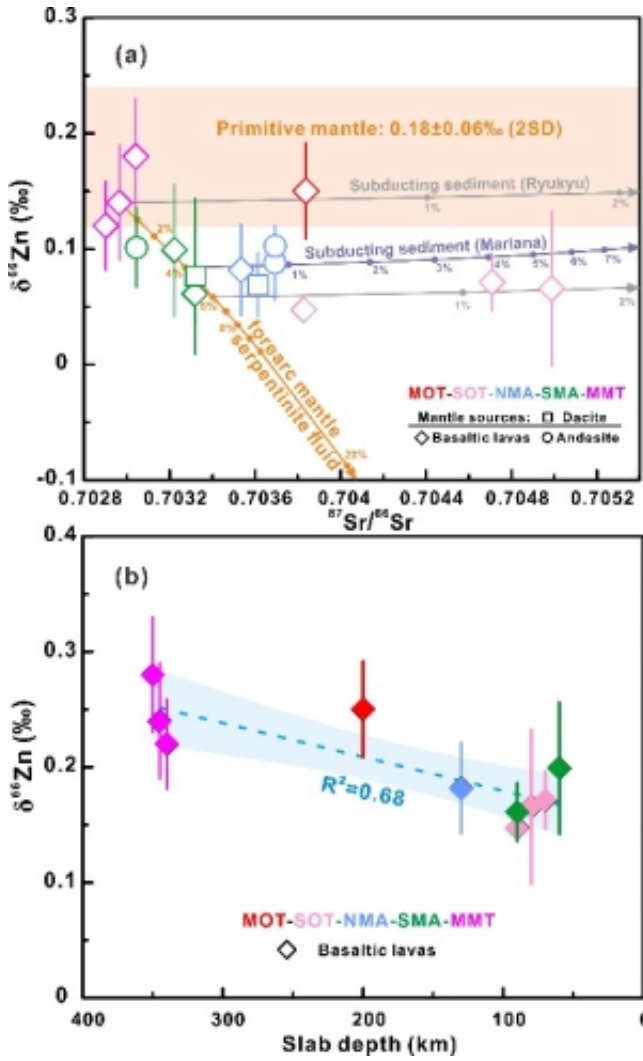 0.3
(a)
0.2
Primitive mantle: 0.18±0.06‰ (2SD)
Subducting sediment (Ryukyu)
1%
2%
δ⁶⁶Zn (‰)
0.1
2%
4%
6%
8%
20%
Subducting sediment (Mariana)
1%
2%
3%
4%
5%
6%
7%
1%
2%
0
forearc mantle
serpentinite fluid
MOT-SOT-NMA-SMA-MMT
Mantle sources: Dacite
Basaltic lavas Andasite
-0.1
0.7028 0.7032 0.7036 0.704 0.7044 0.7048 0.7052
⁸⁷Sr/⁸⁶Sr
0.4
(b)
0.3
δ⁶⁶Zn (‰)
0.2
R²=0.68
0.1
MOT-SOT-NMA-SMA-MMT
Basaltic lavas
0
400 300 200 100 0
Slab depth (km)